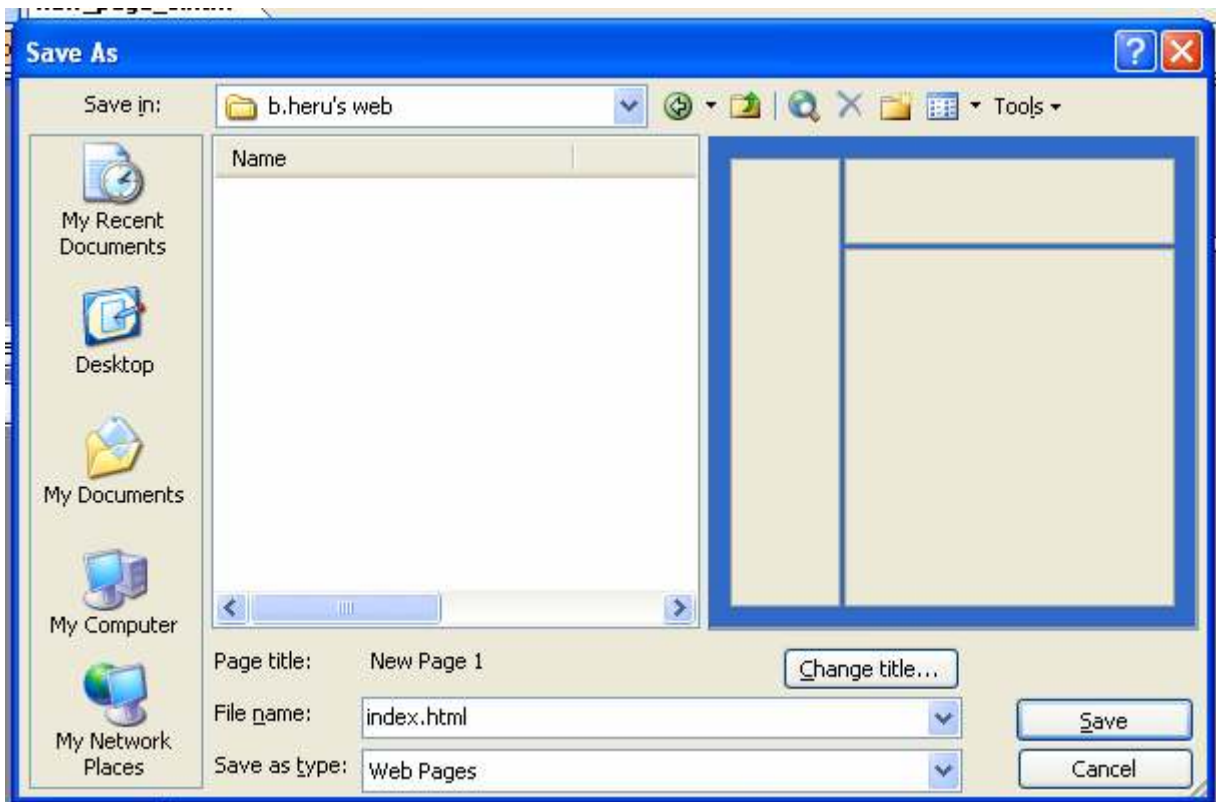 Save As
Save in:
b.heru's web
Tools
Name
My Recent
Documents
Desktop
My Documents
My Computer
My Network
Places
Page title:
New Page 1
Change title...
File name:
index.html
Save
Save as type:
Web Pages
Cancel